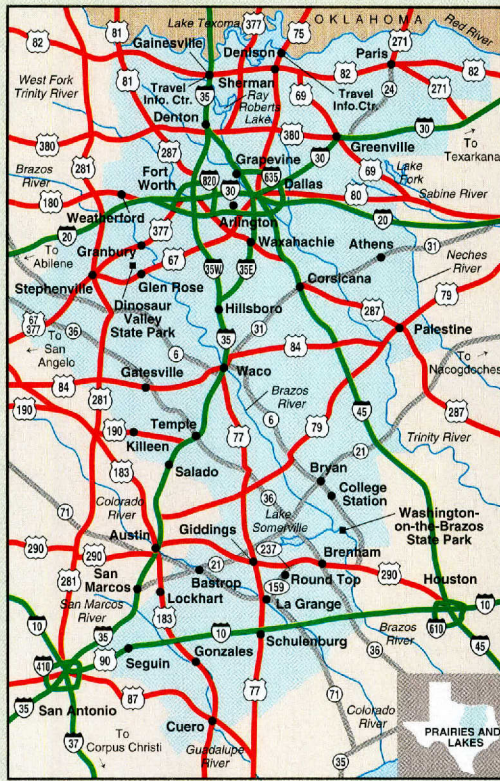 Lake Texoma
377
OKLAHOMA
81
75
Red River
Gainesville
Denison
Paris
271
82
Sherman
82
82
81
Travel
Info. Ctr.
35
Ray
Roberts
Lake
Travel
Info.Ctr.
69
24
271
West Fork
Trinity River
Denton
380
281
287
380
30
Greenville
30
To
Texarkana
Grapevine
Brazos
River
Fort
Worth
820
635
30
Dallas
69
Lake
Fork
Sabine River
180
80
Weatherford
Arlington
20
377
20
Waxahachie
Athens
31
To
Abilene
Granbury
67
35W
35E
Neches
River
Stephenville
Glen Rose
Corsicana
79
Dinosaur
Valley
State Park
Hillsboro
287
67
377
36
35
31
Palestine
To
San
Angelo
6
84
To
Nacogdoches
84
Gatesville
Waco
281
Brazos
River
190
45
287
Temple
6
79
190
Killeen
77
21
Trinity River
183
Salado
Bryan
Colorado
River
36
College
Station
71
Lake
Somerville
Washington-
on-the-Brazos
State Park
Austin
Giddings
290
290
237
Brenham
21
281
San
Marcos
Bastrop
Round Top
290
Houston
159
San Marcos
River
Lockhart
La Grange
10
10
35
183
10
Brazos
River
610
Schulenburg
36
45
410
90
Seguin
Gonzales
77
71
35
87
San Antonio
Colorado
River
Cuero
PRAIRIES AND
LAKES
37
To
Corpus Christi
Guadalupe
River
35